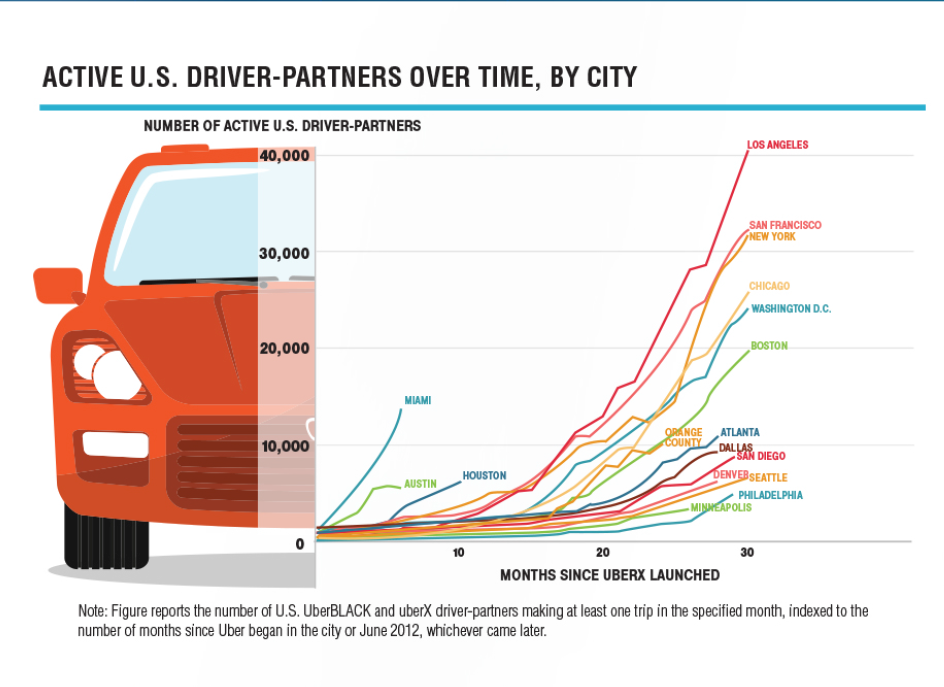 ACTIVE U.S. DRIVER-PARTNERS OVER TIME, BY CITY
NUMBER OF ACTIVE U.S. DRIVER-PARTNERS
40,000
30,000
20,000
10,000
0
LOS ANGELES
SAN FRANCISCO
NEW YORK
CHICAGO
WASHINGTON D.C.
BOSTON
MIAMI
ORANGE
COUNTY
ATLANTA
DALLAS
SAN DIEGO
HOUSTON
AUSTIN
DENVER
SEATTLE
PHILADELPHIA
MINNEAPOLIS
10
20
30
MONTHS SINCE UBERX LAUNCHED
Note: Figure reports the number of U.S. UberBLACK and uberX driver-partners making at least one trip in the specified month, indexed to the
number of months since Uber began in the city or June 2012, whichever came later.